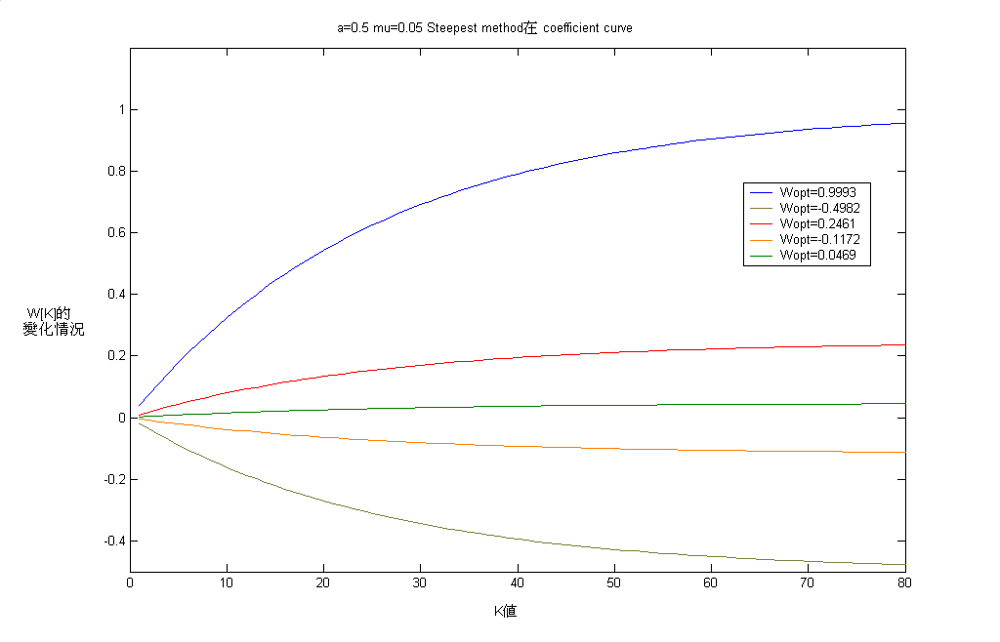 a=0.5 mu=0.05 Steepest method在 coefficient curve
1
0.8
0.6
0.4
0.2
0
-0.2
-0.4
W[K]的
變化情況
Wopt=0.9993
Wopt=-0.4982
Wopt=0.2461
Wopt=-0.1172
Wopt=0.0469
0 10 20 30 40 50 60 70 80
K值